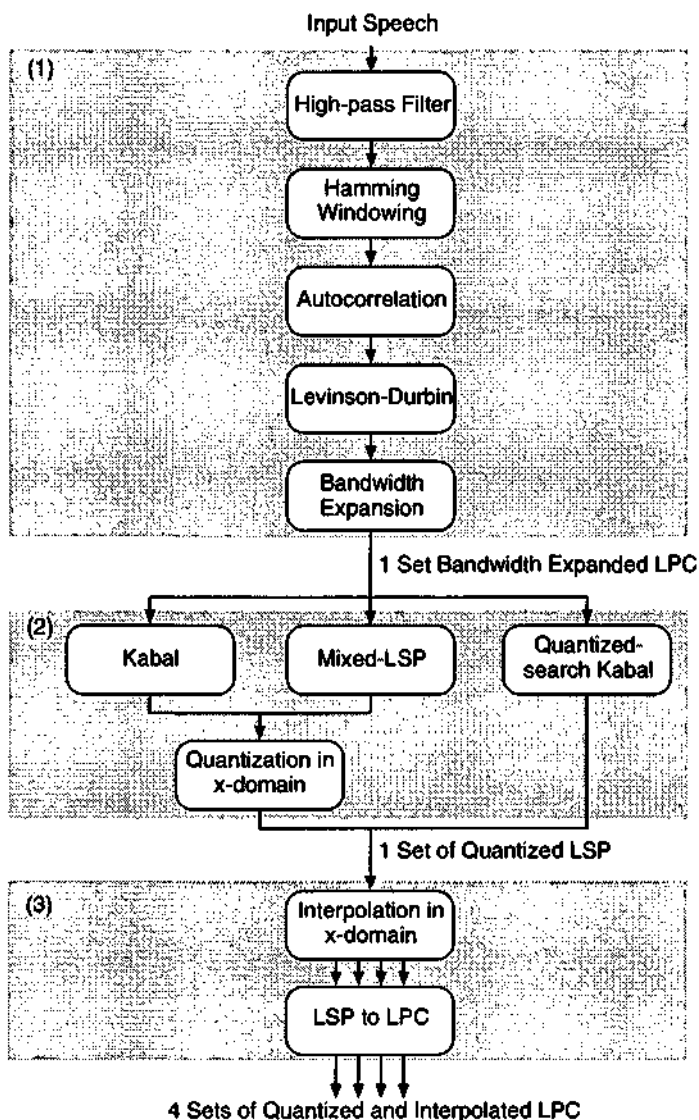 Input Speech
(1)
High-pass Filter
Hamming
Windowing
Autocorrelation
Levinson-Durbin
Bandwidth
Expansion
1 Set Bandwidth Expanded LPC
(2)
Kabal
Mixed-LSP
Quantized-
search Kabal
Quantization in
x-domain
1 Set of Quantized LSP
(3)
Interpolation in
x-domain
LSP to LPC
4 Sets of Quantized and Interpolated LPC